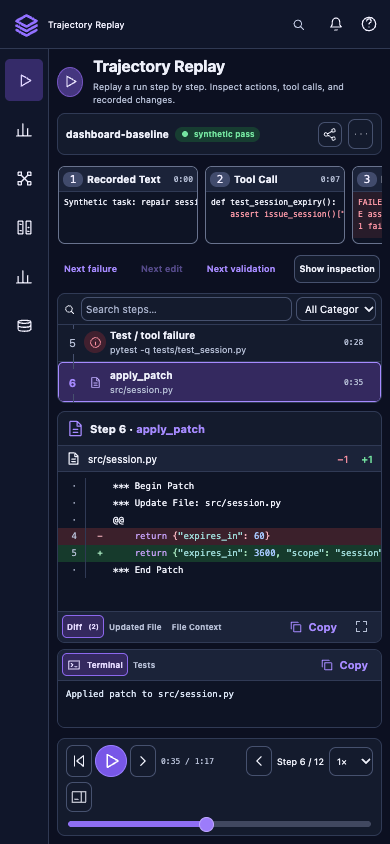 Trajectory Replay
Trajectory Replay
Replay a run step by step. Inspect actions, tool calls, and
recorded changes.
dashboard-baseline
synthetic pass
...
1 Recorded Text 0:00
Synthetic task: repair sessi
2 Tool Call 0:07
def test_session_expiry():
assert issue_session()["
3
FAILE
E ass
1 fai
Next failure Next edit Next validation Show inspection
Search steps... All Categor
5 Test / tool failure 0:28
pytest -q tests/test_session.py
6 apply_patch 0:35
src/session.py
Step 6 · apply_patch
src/session.py −1 +1
· *** Begin Patch
· *** Update File: src/session.py
· @@
4 − return {"expires_in": 60}
5 + return {"expires_in": 3600, "scope": "session"
· *** End Patch
Diff (2) Updated File File Context Copy
Terminal Tests Copy
Applied patch to src/session.py
0:35 / 1:17 Step 6 / 12 1×